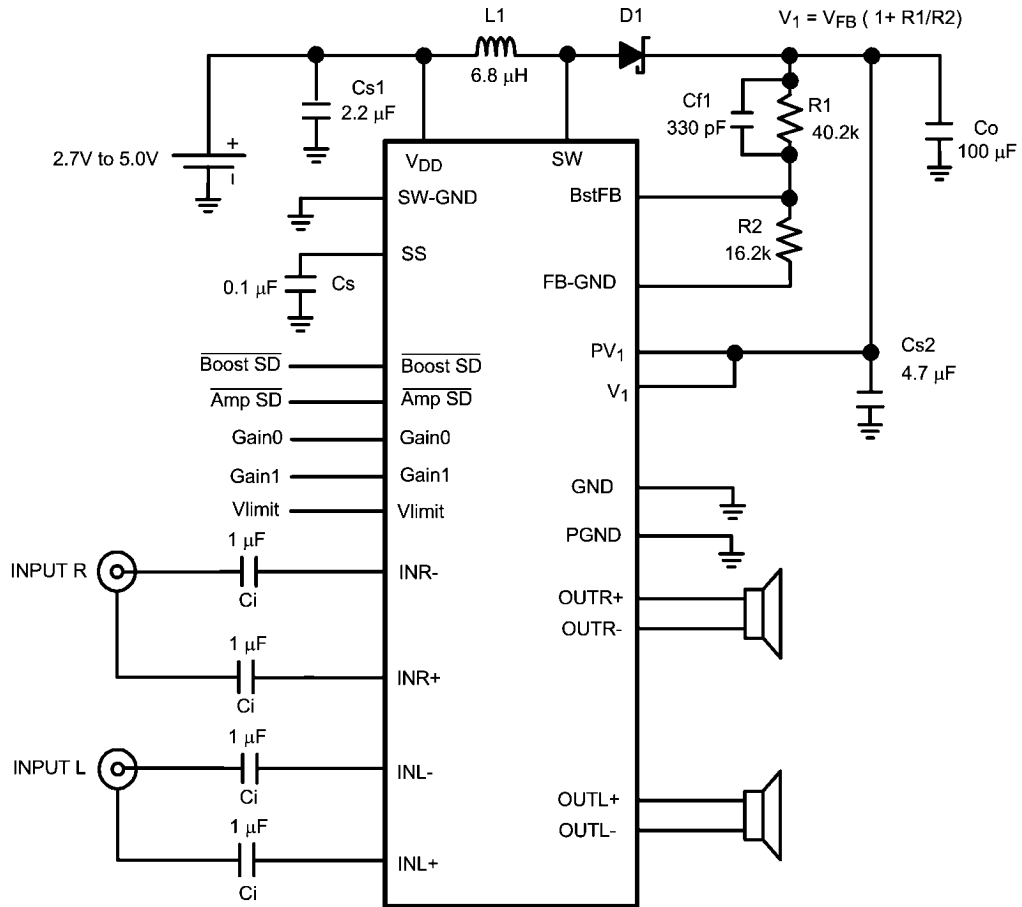 L1
D1
V1 = VFB ( 1+ R1/R2)
6.8 µH
Cs1
2.2 µF
Cf1
330 pF
R1
40.2k
Co
100 µF
2.7V to 5.0V
+
VDD
SW
SW-GND
BstFB
R2
16.2k
SS
0.1 µF
Cs
FB-GND
Boost SD
Boost SD
PV1
Cs2
4.7 µF
Amp SD
Amp SD
V1
Gain0
Gain0
Gain1
Gain1
GND
Vlimit
Vlimit
PGND
1 µF
INPUT R
Ci
INR-
OUTR+
OUTR-
1 µF
Ci
INR+
1 µF
INPUT L
Ci
INL-
OUTL+
OUTL-
1 µF
Ci
INL+